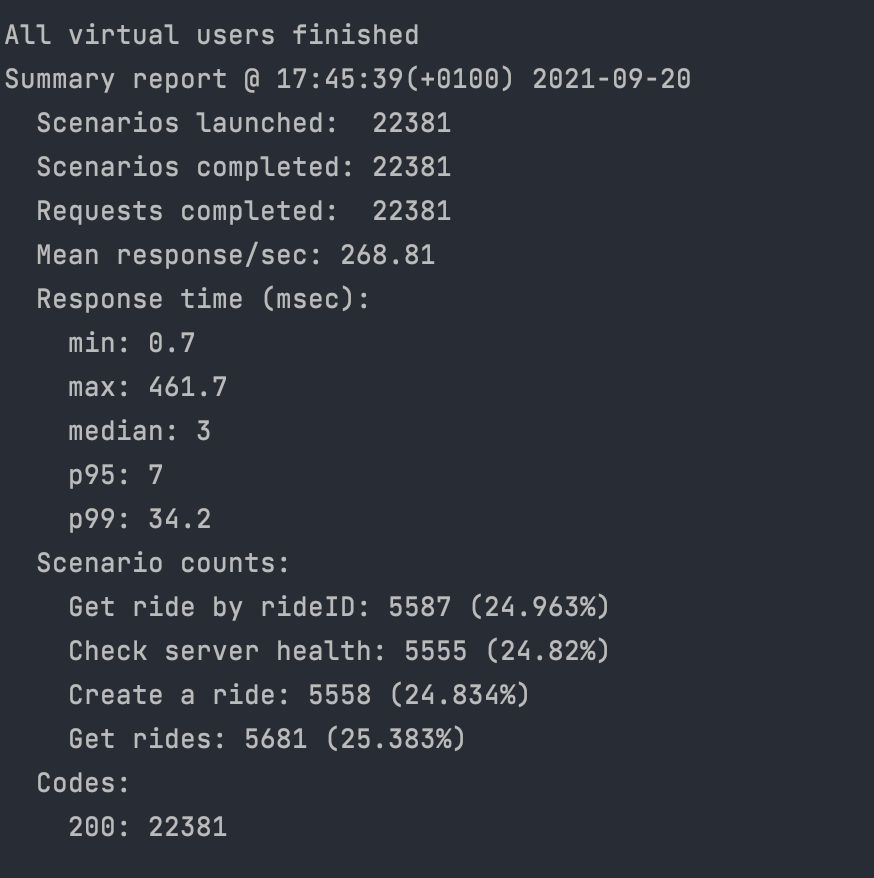 All virtual users finished
Summary report @ 17:45:39(+0100) 2021-09-20
Scenarios launched: 22381
Scenarios completed: 22381
Requests completed: 22381
Mean response/sec: 268.81
Response time (msec):
min: 0.7
max: 461.7
median: 3
p95: 7
p99: 34.2
Scenario counts:
Get ride by rideID: 5587 (24.963%)
Check server health: 5555 (24.82%)
Create a ride: 5558 (24.834%)
Get rides: 5681 (25.383%)
Codes:
200: 22381